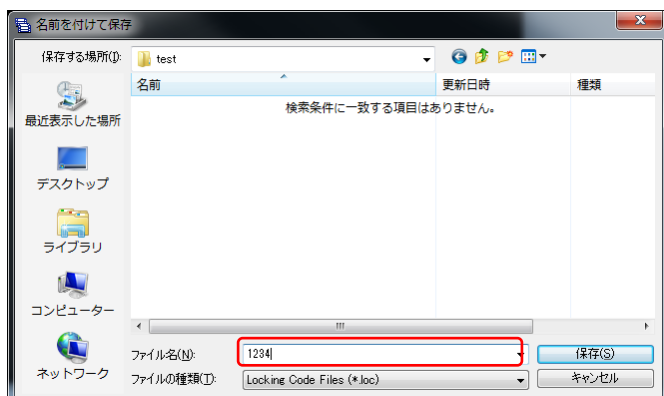 名前を付けて保存
保存する場所(I): test
名前 更新日時 種類
検索条件に一致する項目はありません。
最近表示した場所
デスクトップ
ライブラリ
コンピューター
ネットワーク
ファイル名(N): 1234 保存(S)
ファイルの種類(T): Locking Code Files (*.loc) キャンセル